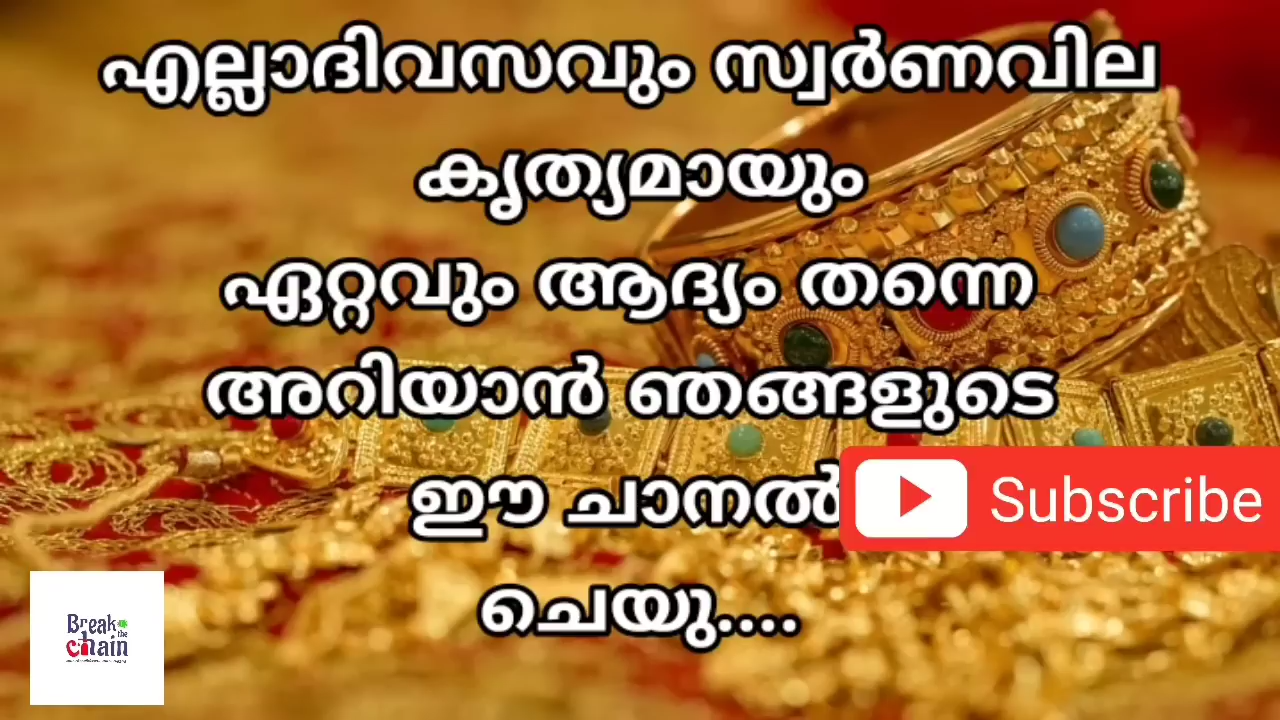 എല്ലാദിവസവും സ്വർണവില
കൃത്യമായും
ഏറ്റവും ആദ്യം തന്നെ
അറിയാൻ ഞങ്ങളുടെ
ഈ ചാനൽ Subscribe
ചെയു....
Break
the
chain